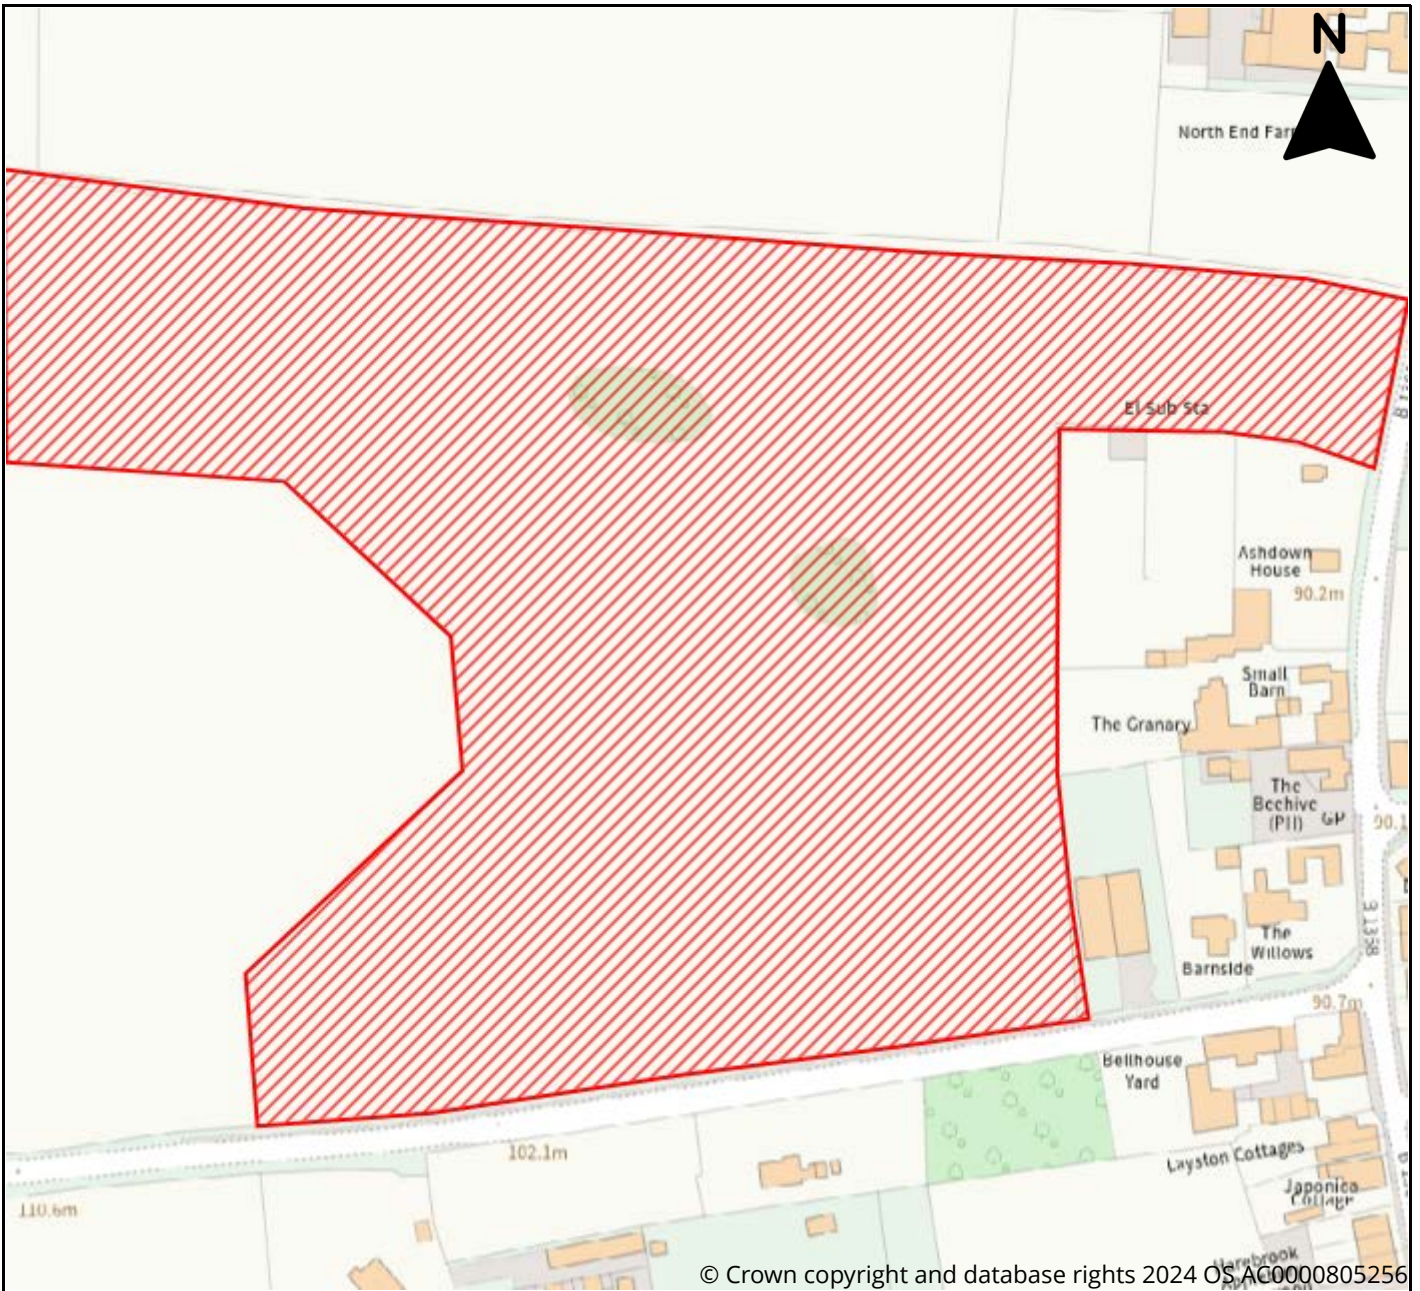 N
North End Far
El Sub Sta
Ashdown
House
90.2m
Small
Barn
The Granary
The
Beehive
(PH)
GP
90.1
The
Willows
Barnside
B 1368
90.7m
Bellhouse
Yard
102.1m
Layston Cottages
Japonica
Cottage
110.6m
Harebrook
© Crown copyright and database rights 2024 OS AC0000805256